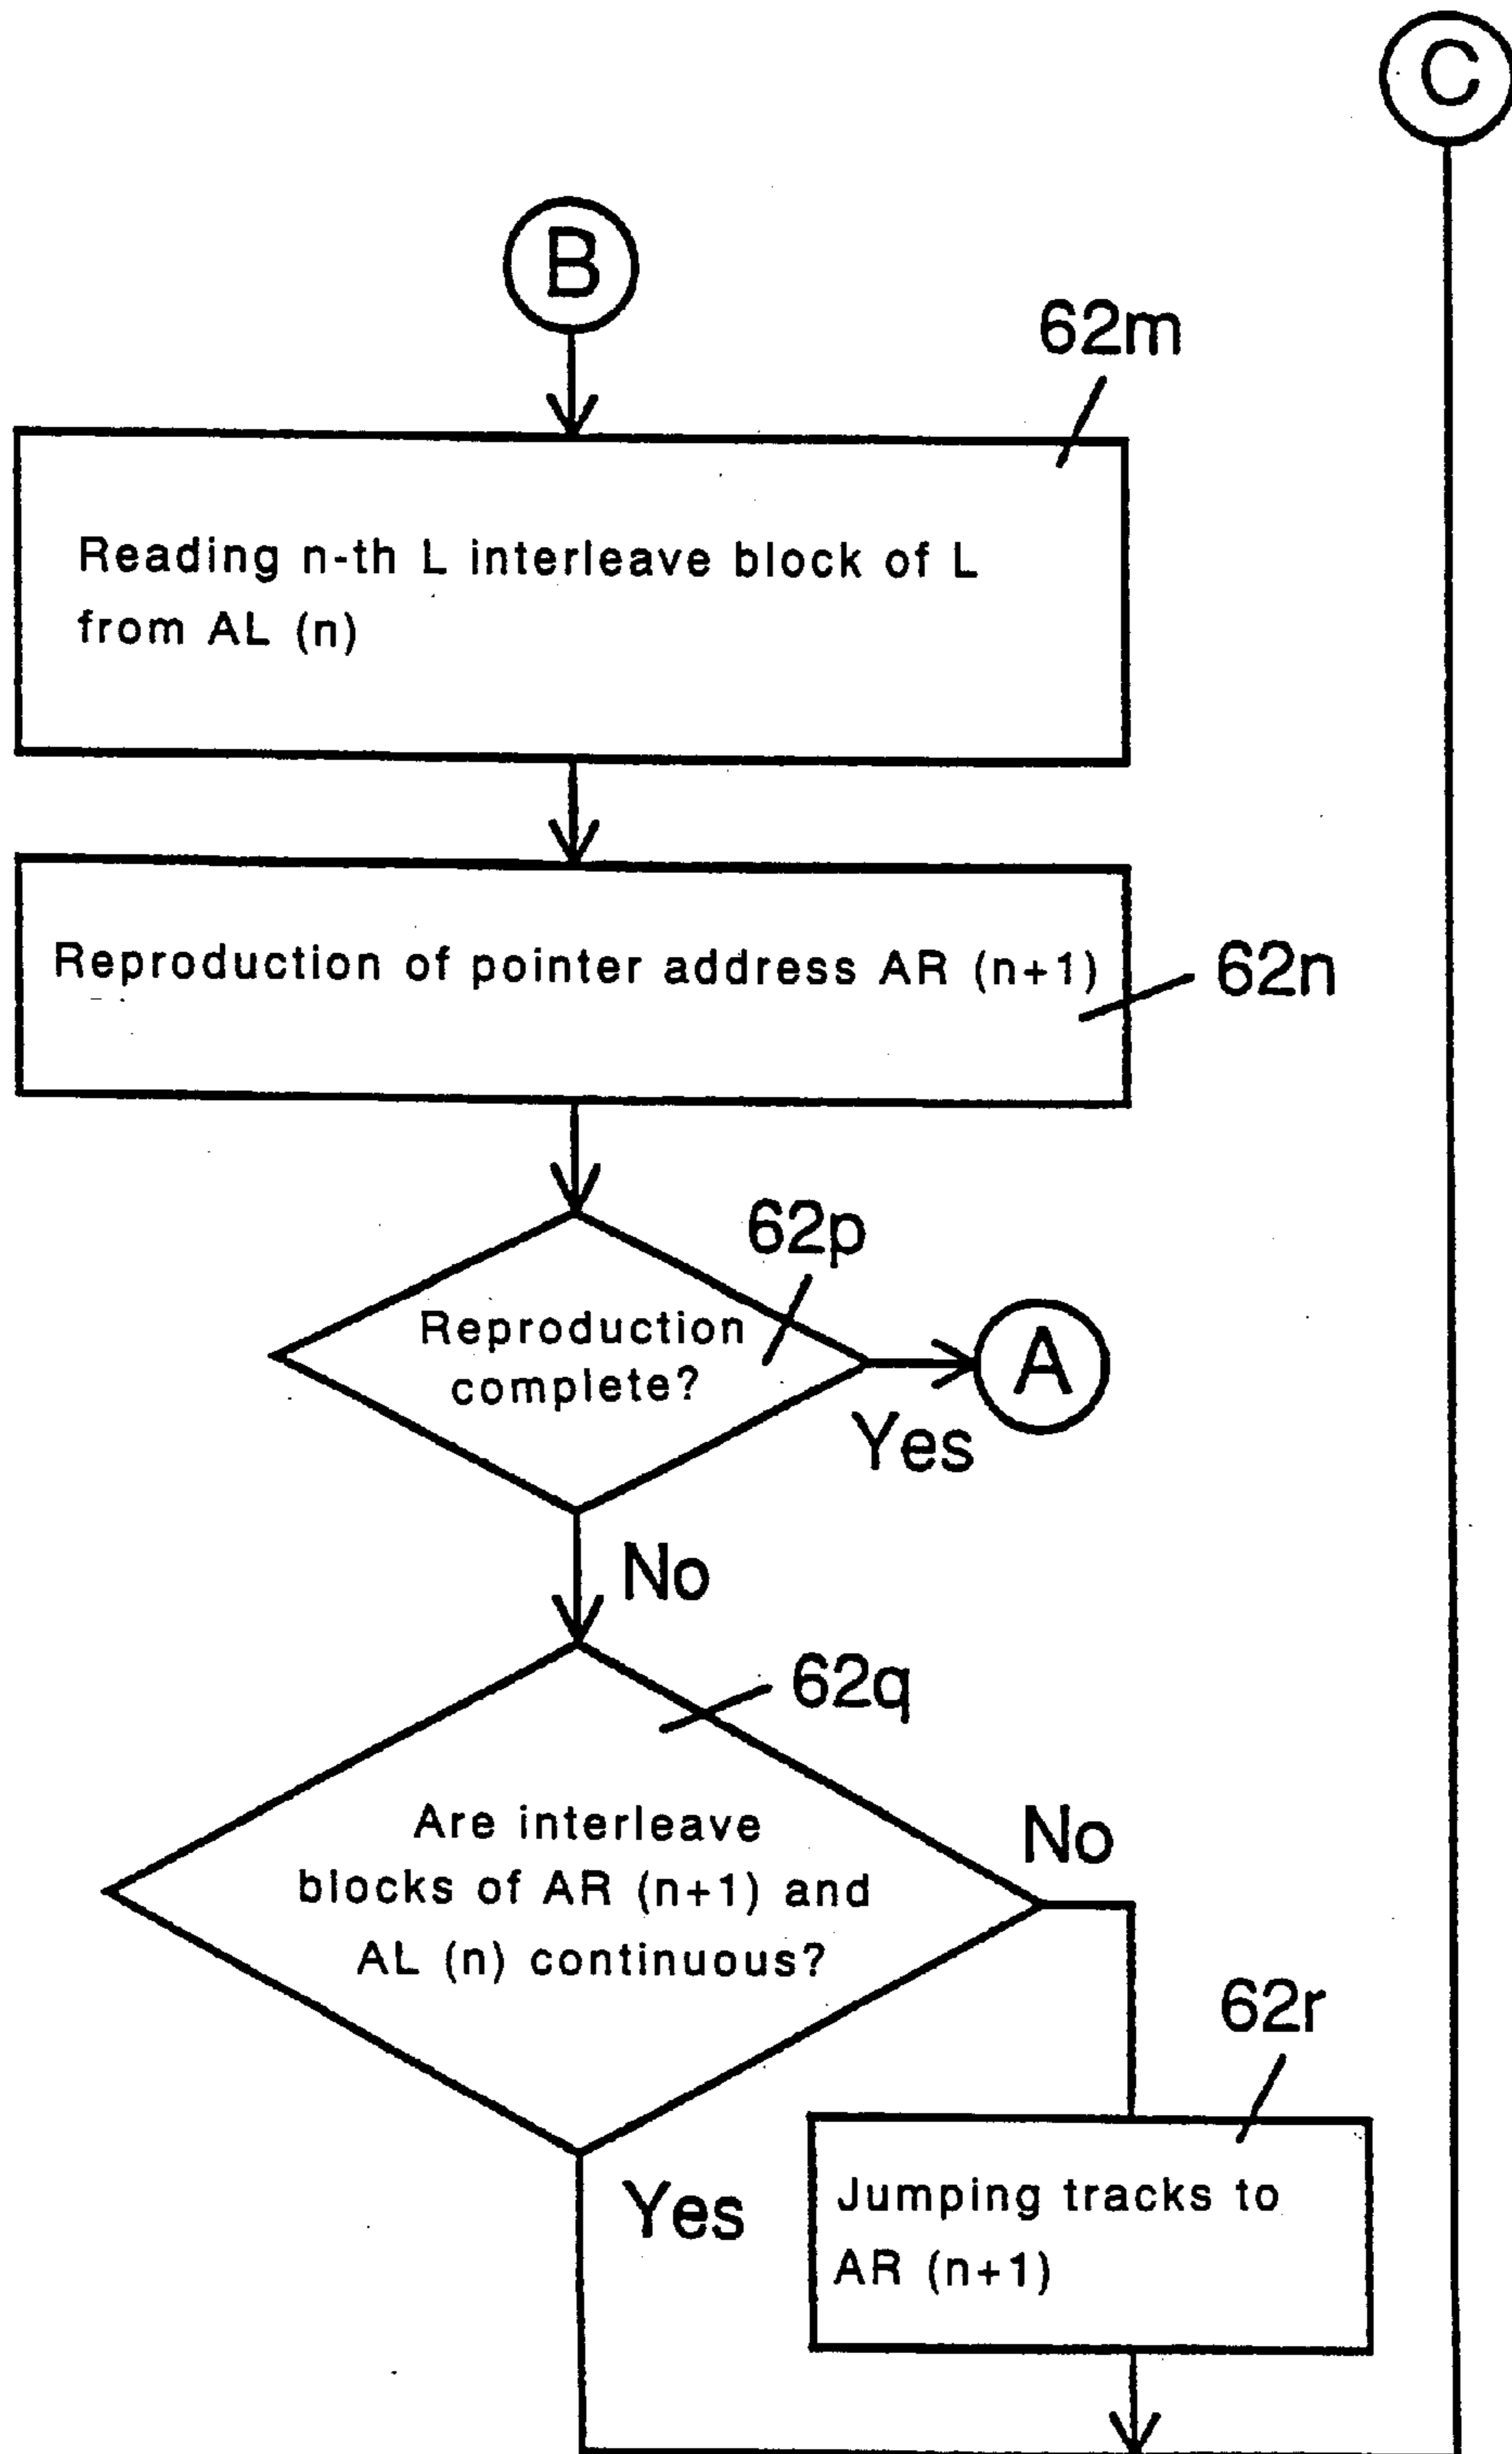 C
B
62m
Reading n-th L interleave block of L
from AL (n)
Reproduction of pointer address AR (n+1)
62n
62p
Reproduction
complete?
A
Yes
No
62q
Are interleave
blocks of AR (n+1) and
AL (n) continuous?
No
62r
Yes
Jumping tracks to
AR (n+1)